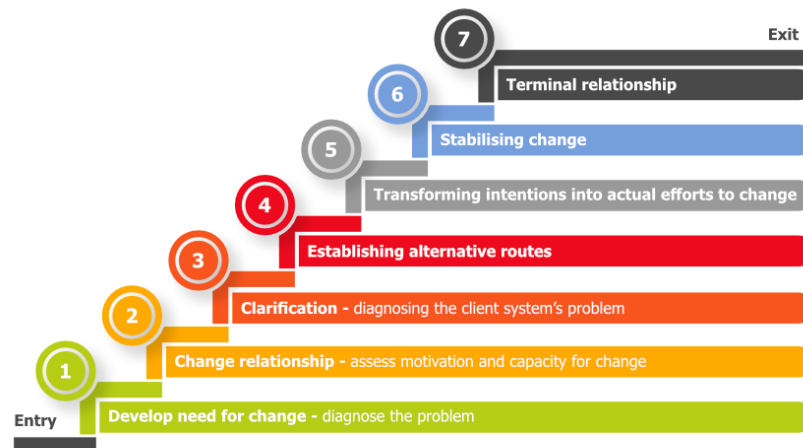 7
Exit
Terminal relationship
6
Stabilising change
5
Transforming intentions into actual efforts to change
4
Establishing alternative routes
3
Clarification - diagnosing the client system's problem
2
Change relationship - assess motivation and capacity for change
1
Entry
Develop need for change - diagnose the problem